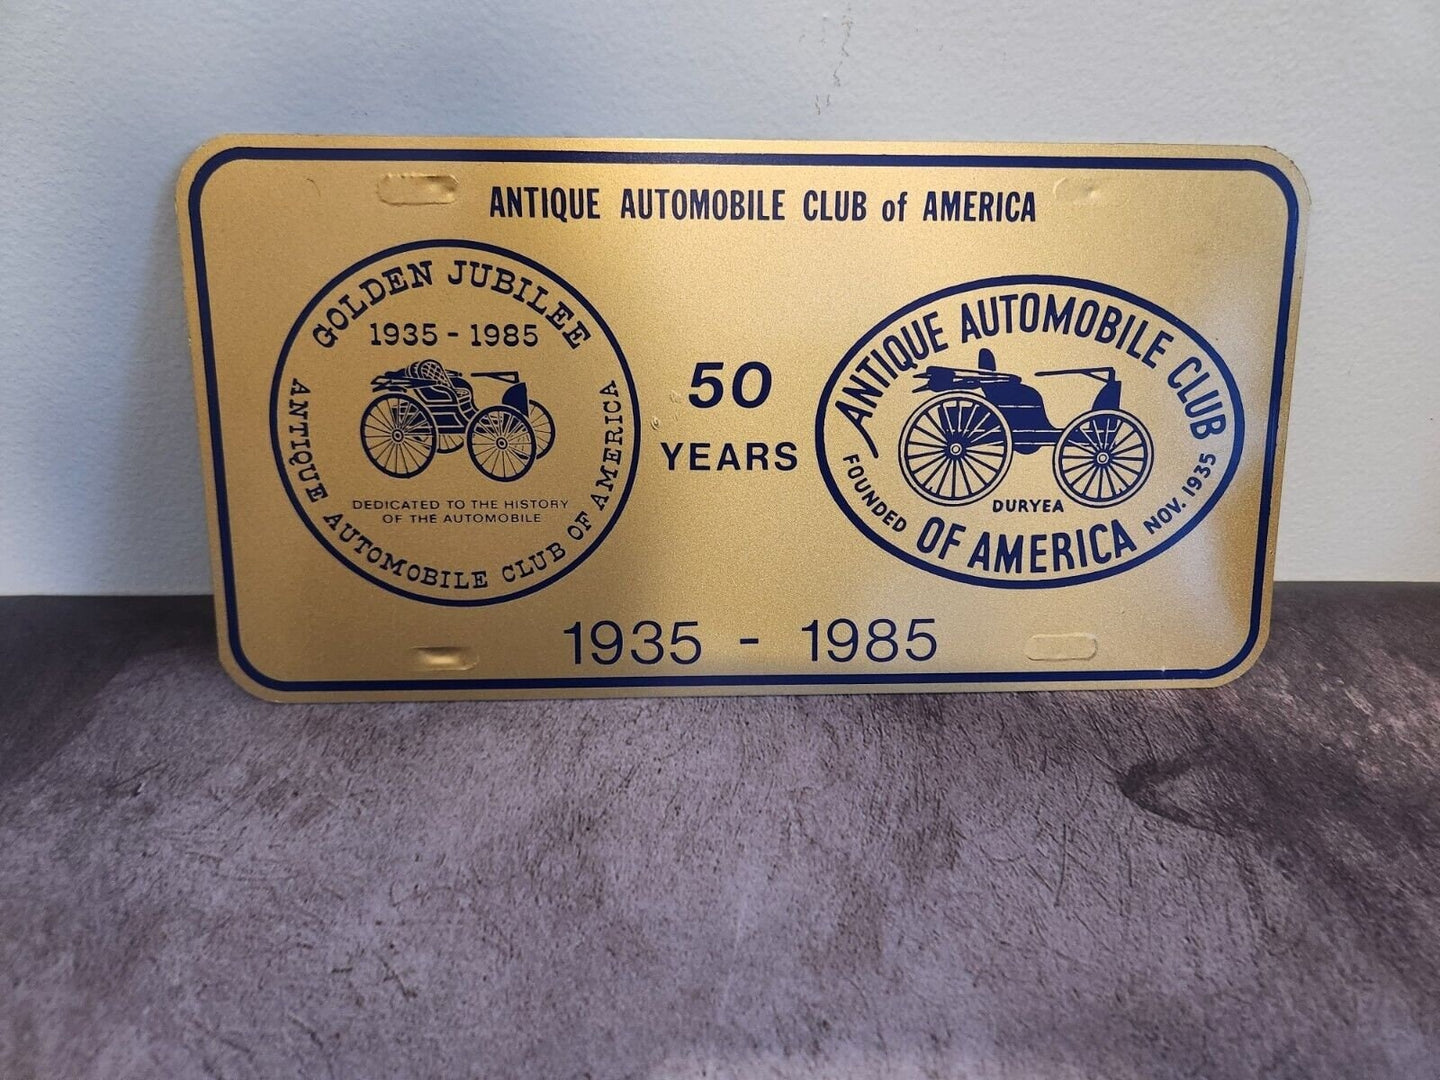 ANTIQUE AUTOMOBILE CLUB of AMERICA
GOLDEN JUBILEE
1935 - 1985
DEDICATED TO THE HISTORY
OF THE AUTOMOBILE
ANTIQUE AUTOMOBILE CLUB OF AMERICA
50
YEARS
ANTIQUE AUTOMOBILE CLUB
DURYEA
FOUNDED
NOV. 1935
OF AMERICA
1935 - 1985